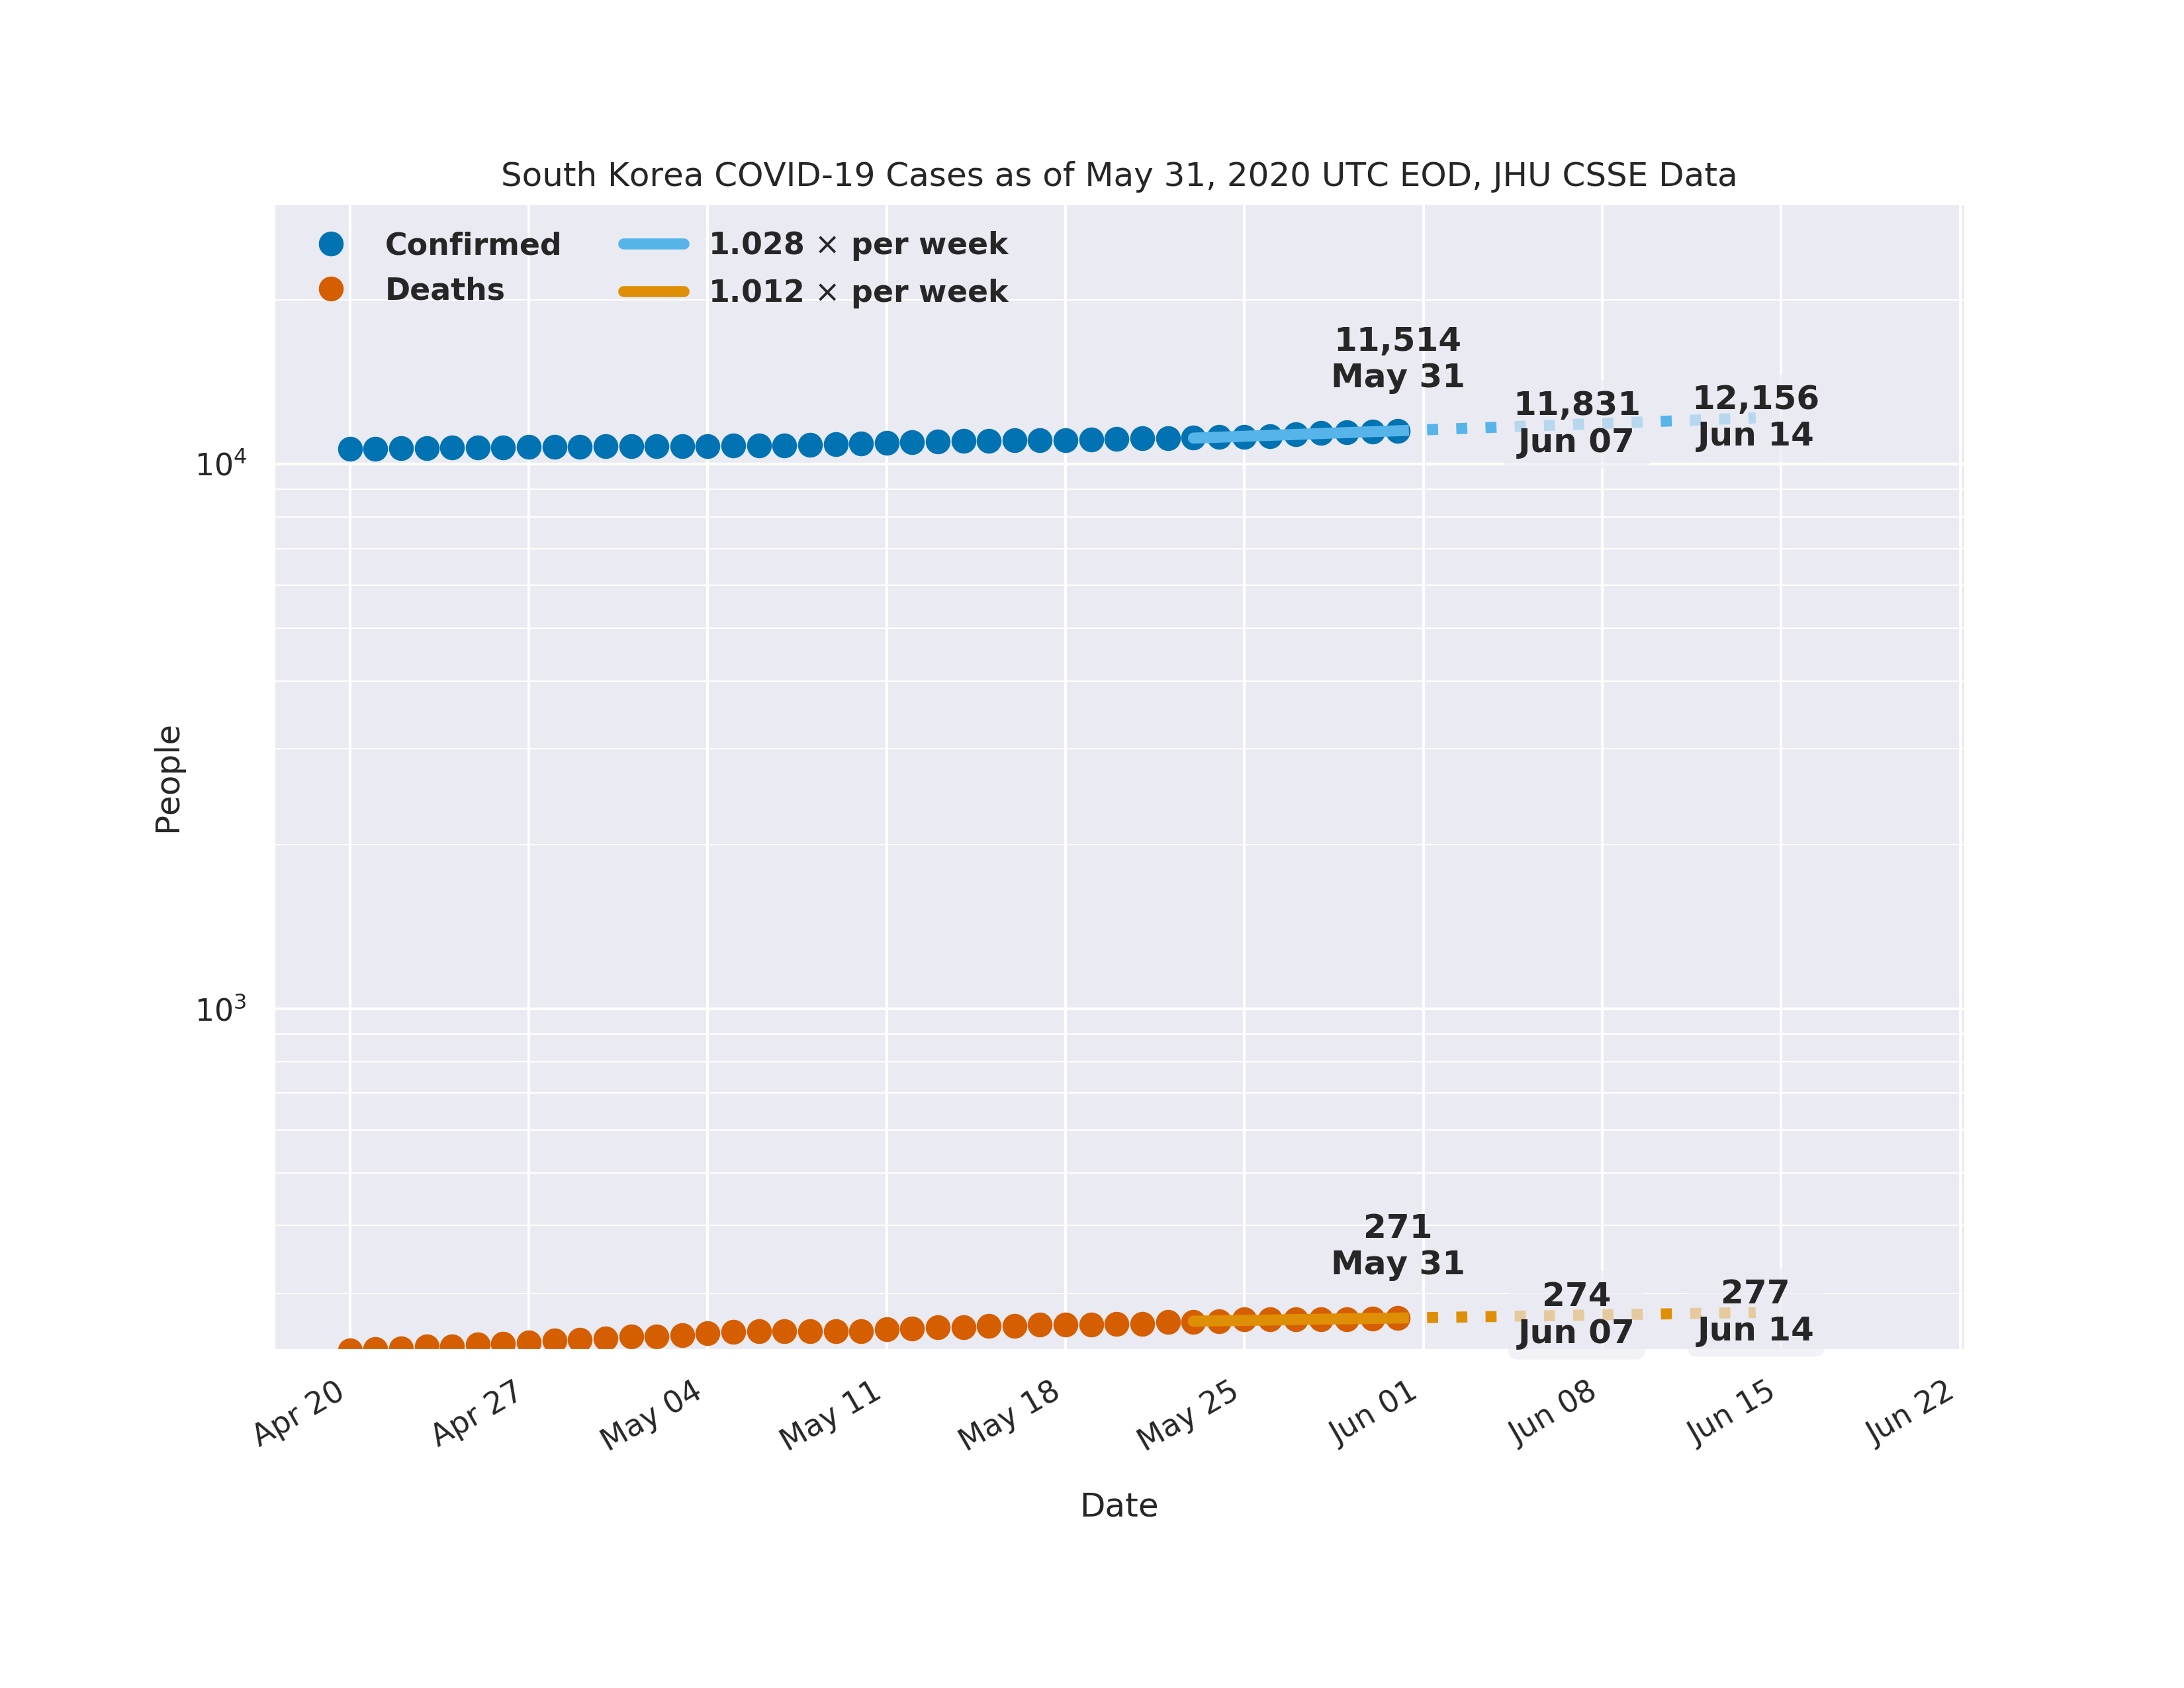 South Korea COVID-19 Cases as of May 31, 2020 UTC EOD, JHU CSSE Data
Confirmed
Deaths
1.028 × per week
1.012 × per week
11,514
May 31
11,831
Jun 07
12,156
Jun 14
10⁴
People
10³
271
May 31
274
Jun 07
277
Jun 14
Apr 20
Apr 27
May 04
May 11
May 18
May 25
Jun 01
Jun 08
Jun 15
Jun 22
Date